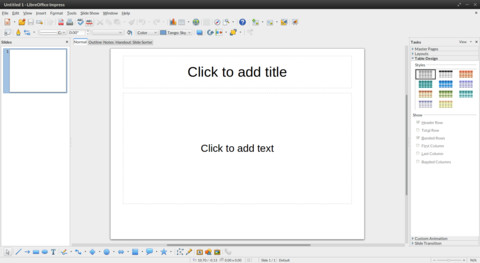 Untitled 1 - LibreOffice Impress
File Edit View Insert Format Tools Slide Show Window Help
Color
Slides
Normal Outline Notes Handout Slide Sorter
Click to add title
Click to add text
Tasks View
Master Pages
Layouts
Table Design
Styles
Show
Header Row
Total Row
Banded Rows
First Column
Last Column
Banded Columns
Custom Animation
Slide Transition
Slide 1 / 1 Default